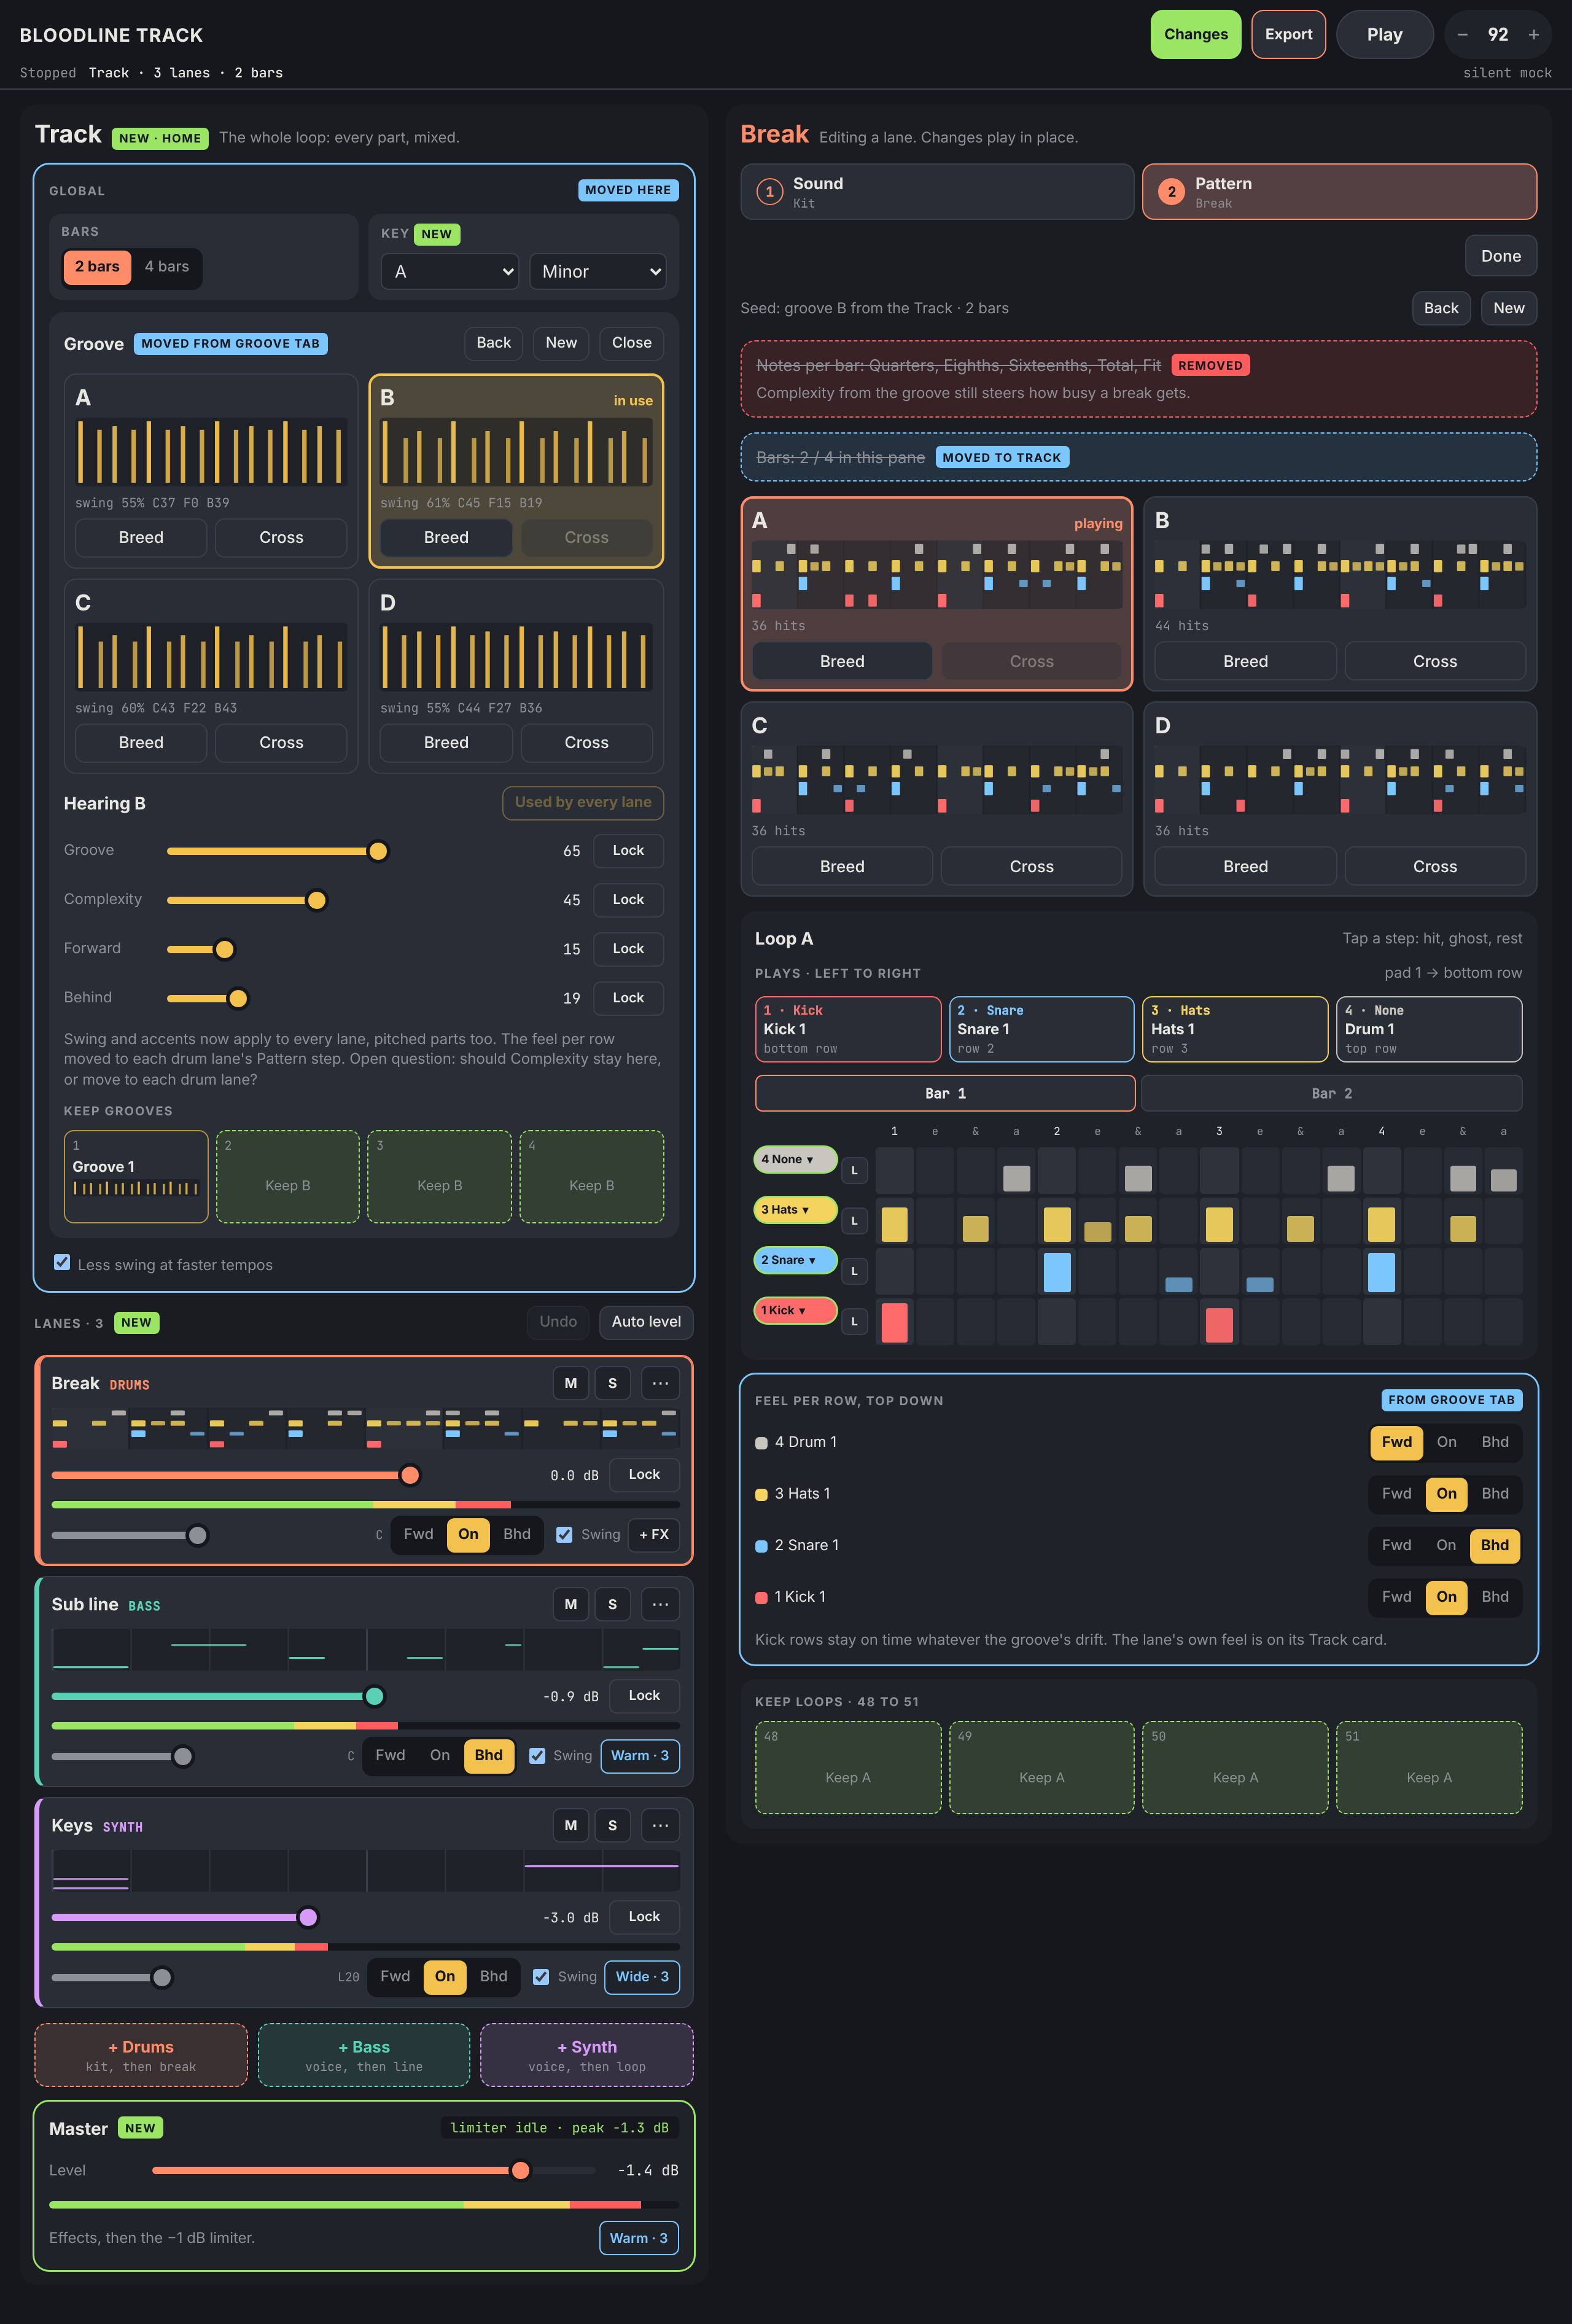 BLOODLINE TRACK
Changes
Export
Play
− 92 +
Stopped Track · 3 lanes · 2 bars
silent mock
Track NEW · HOME The whole loop: every part, mixed.
GLOBAL
MOVED HERE
BARS
2 bars 4 bars
KEY NEW
A Minor
Groove MOVED FROM GROOVE TAB
Back New Close
A
swing 55% C37 F0 B39
Breed Cross
B in use
swing 61% C45 F15 B19
Breed Cross
C
swing 60% C43 F22 B43
Breed Cross
D
swing 55% C44 F27 B36
Breed Cross
Hearing B Used by every lane
Groove 65 Lock
Complexity 45 Lock
Forward 15 Lock
Behind 19 Lock
Swing and accents now apply to every lane, pitched parts too. The feel per row
moved to each drum lane's Pattern step. Open question: should Complexity stay here,
or move to each drum lane?
KEEP GROOVES
1
Groove 1
2
Keep B
3
Keep B
4
Keep B
Less swing at faster tempos
LANES · 3 NEW
Undo Auto level
Break DRUMS M S ···
0.0 dB Lock
C Fwd On Bhd Swing + FX
Sub line BASS M S ···
-0.9 dB Lock
C Fwd On Bhd Swing Warm · 3
Keys SYNTH M S ···
-3.0 dB Lock
L20 Fwd On Bhd Swing Wide · 3
+ Drums
kit, then break
+ Bass
voice, then line
+ Synth
voice, then loop
Master NEW limiter idle · peak -1.3 dB
Level -1.4 dB
Effects, then the −1 dB limiter. Warm · 3
Break Editing a lane. Changes play in place.
1 Sound
Kit
2 Pattern
Break
Done
Seed: groove B from the Track · 2 bars
Back New
Notes per bar: Quarters, Eighths, Sixteenths, Total, Fit REMOVED
Complexity from the groove still steers how busy a break gets.
Bars: 2 / 4 in this pane MOVED TO TRACK
A playing
36 hits
Breed Cross
B
44 hits
Breed Cross
C
36 hits
Breed Cross
D
36 hits
Breed Cross
Loop A Tap a step: hit, ghost, rest
PLAYS · LEFT TO RIGHT pad 1 → bottom row
1 · Kick
Kick 1
bottom row
2 · Snare
Snare 1
row 2
3 · Hats
Hats 1
row 3
4 · None
Drum 1
top row
Bar 1 Bar 2
1 e & a 2 e & a 3 e & a 4 e & a
4 None ▾ L
3 Hats ▾ L
2 Snare ▾ L
1 Kick ▾ L
FEEL PER ROW, TOP DOWN FROM GROOVE TAB
4 Drum 1 Fwd On Bhd
3 Hats 1 Fwd On Bhd
2 Snare 1 Fwd On Bhd
1 Kick 1 Fwd On Bhd
Kick rows stay on time whatever the groove's drift. The lane's own feel is on its Track card.
KEEP LOOPS · 48 TO 51
48
Keep A
49
Keep A
50
Keep A
51
Keep A